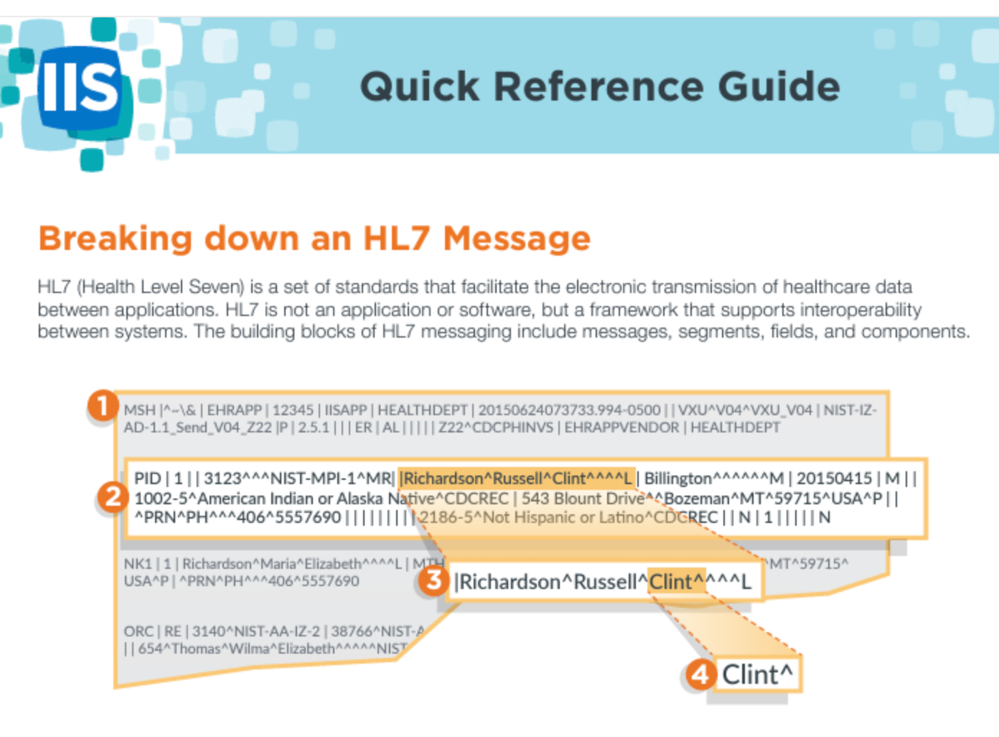 IIS
Quick Reference Guide
Breaking down an HL7 Message
HL7 (Health Level Seven) is a set of standards that facilitate the electronic transmission of healthcare data
between applications. HL7 is not an application or software, but a framework that supports interoperability
between systems. The building blocks of HL7 messaging include messages, segments, fields, and components.
1
MSH |^~\& | EHRAPP | 12345 | IISAPP | HEALTHDEPT | 20150624073733.994-0500 | | VXU^V04^VXU_V04 | NIST-IZ-
AD-1.1_Send_V04_Z22 |P | 2.5.1 | | | ER | AL | | | | | Z22^CDCPHINVS | EHRAPPVENDOR | HEALTHDEPT
2
PID | 1 | | 3123^^^NIST-MPI-1^MR| |Richardson^Russell^Clint^^^^L | Billington^^^^^^M | 20150415 | M | |
1002-5^American Indian or Alaska Native^CDCREC | 543 Blount Drive^^Bozeman^MT^59715^USA^P | |
^PRN^PH^^^406^5557690 | | | | | | | | | 2186-5^Not Hispanic or Latino^CDCREC | | N | 1 | | | | | N
NK1 | 1 | Richardson^Maria^Elizabeth^^^^L | MTH ^MT^59715^
USA^P | ^PRN^PH^^^406^5557690
3
|Richardson^Russell^Clint^^^^L
ORC | RE | 3140^NIST-AA-IZ-2 | 38766^NIST-A
| | 654^Thomas^Wilma^Elizabeth^^^^^NIST
4
Clint^